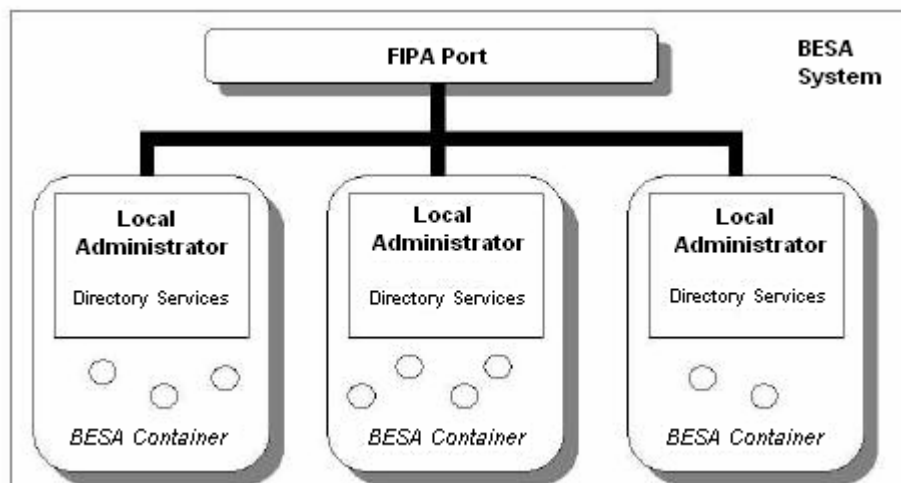 FIPA Port
BESA
System
Local
Administrator
Directory Services
BESA Container
Local
Administrator
Directory Services
BESA Container
Local
Administrator
Directory Services
BESA Container